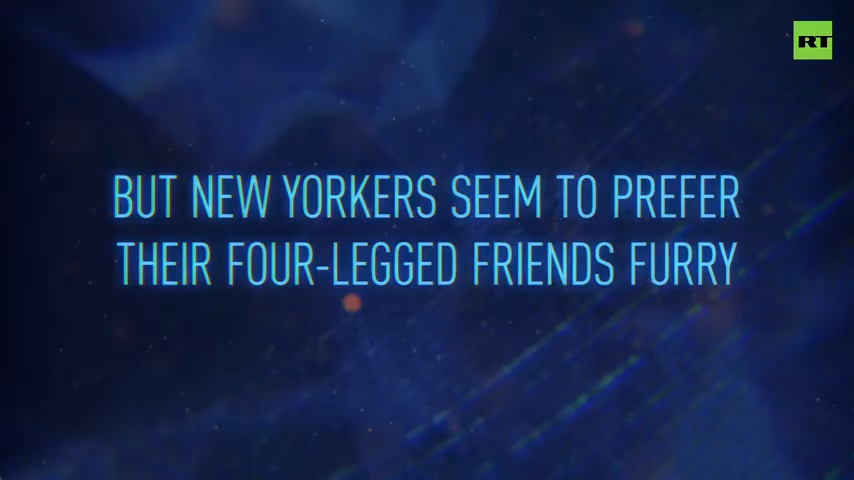 RT
BUT NEW YORKERS SEEM TO PREFER
THEIR FOUR-LEGGED FRIENDS FURRY